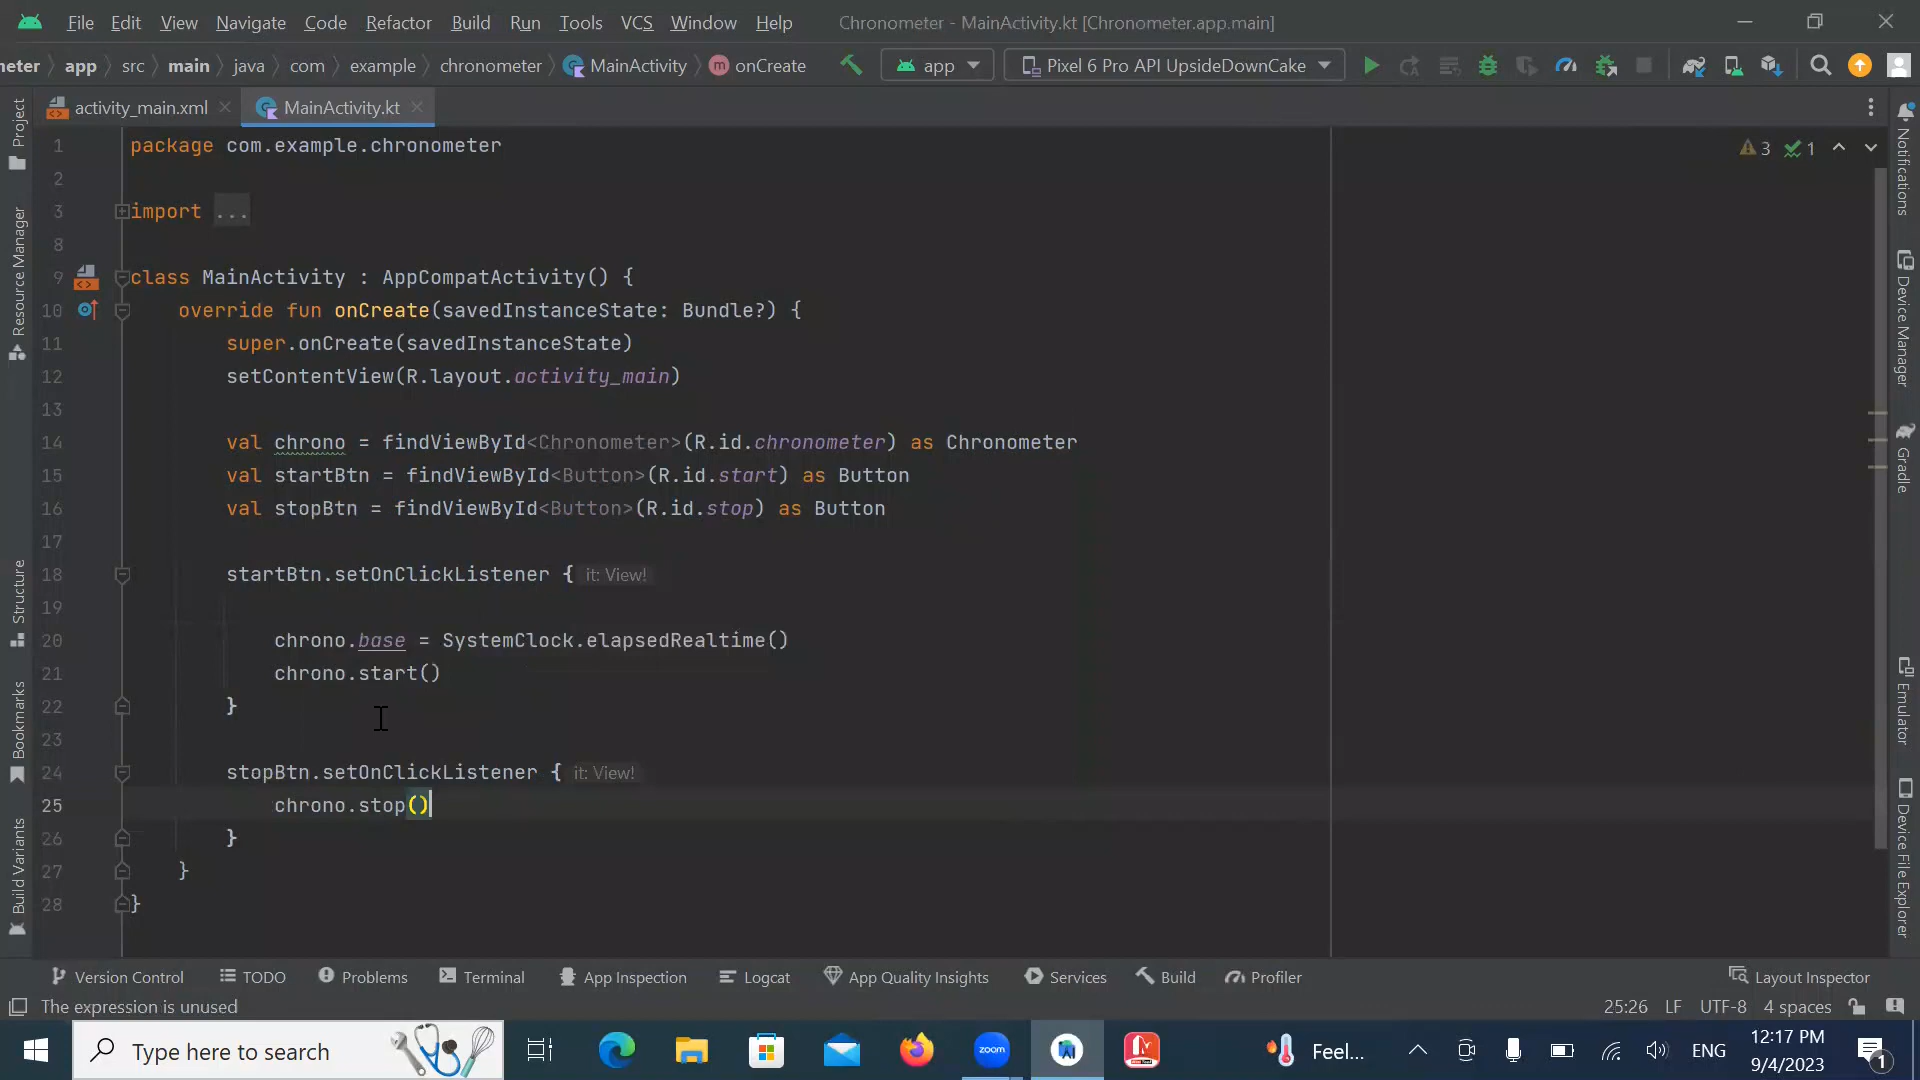 File Edit View Navigate Code Refactor Build Run Tools VCS Window Help Chronometer - MainActivity.kt [Chronometer.app.main]
neter app src main java com example chronometer MainActivity m onCreate app Pixel 6 Pro API UpsideDownCake
activity_main.xml MainActivity.kt
1 package com.example.chronometer
3 1
2
3 import ...
8
9 class MainActivity : AppCompatActivity() {
10 override fun onCreate(savedInstanceState: Bundle?) {
11 super.onCreate(savedInstanceState)
12 setContentView(R.layout.activity_main)
13
14 val chrono = findViewById<Chronometer>(R.id.chronometer) as Chronometer
15 val startBtn = findViewById<Button>(R.id.start) as Button
16 val stopBtn = findViewById<Button>(R.id.stop) as Button
17
18 startBtn.setOnClickListener { it: View!
19
20 chrono.base = SystemClock.elapsedRealtime()
21 chrono.start()
22 }
23
24 stopBtn.setOnClickListener { it: View!
25 chrono.stop()
26 }
27 }
28 }
Project
Resource Manager
Structure
Bookmarks
Build Variants
Notifications
Device Manager
Gradle
Emulator
Device File Explorer
Version Control TODO Problems Terminal App Inspection Logcat App Quality Insights Services Build Profiler Layout Inspector
The expression is unused 25:26 LF UTF-8 4 spaces
Type here to search zoom Feel... ENG 12:17 PM
9/4/2023 1